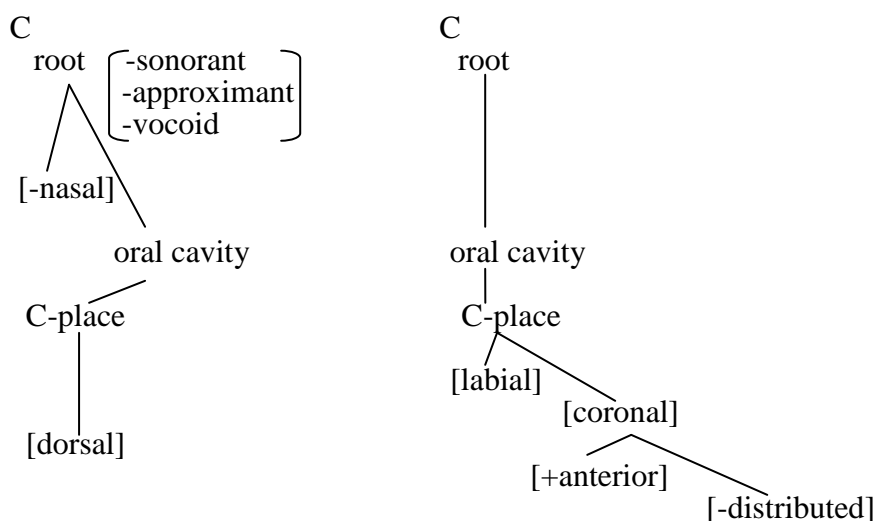 C C
root -sonorant root
-approximant
-vocoid
[-nasal]
oral cavity oral cavity
C-place C-place
[labial]
[coronal]
[dorsal]
[+anterior]
[-distributed]